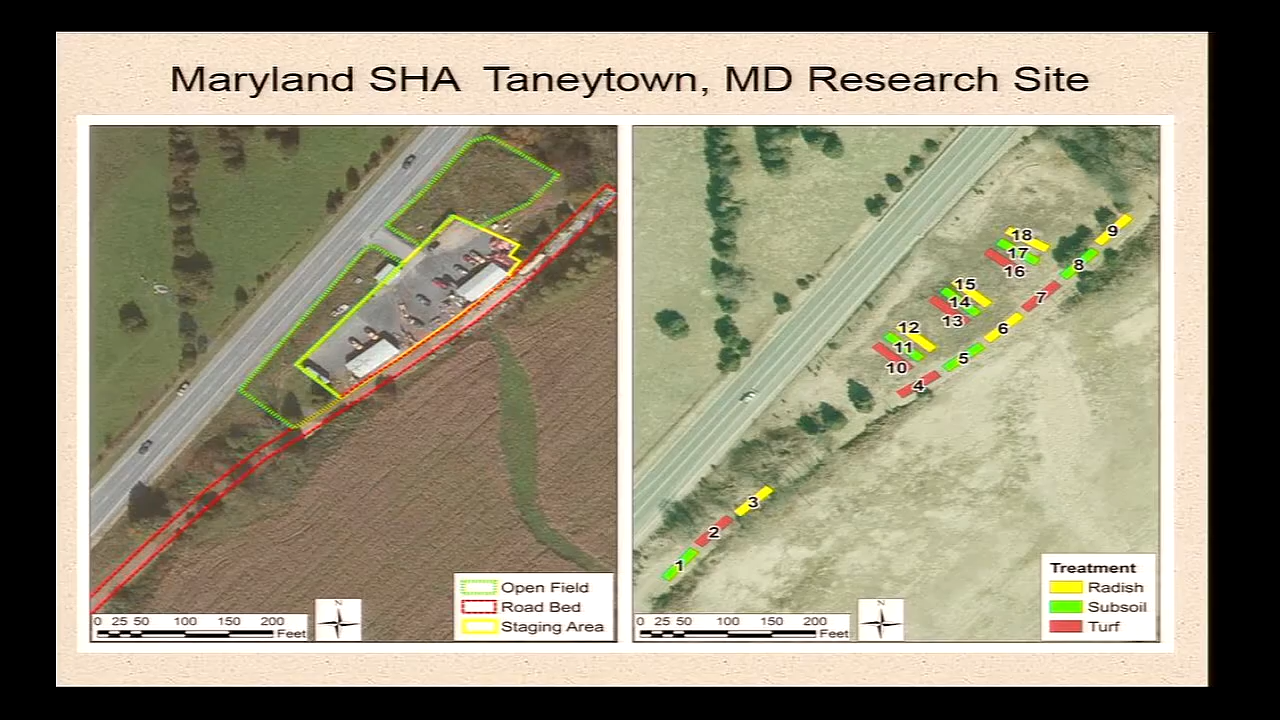 Maryland SHA Taneytown, MD Research Site
0 25 50 100 150 200
Feet
N
Open Field
Road Bed
Staging Area
18
17
16
15
14
13
12
11
10
9
8
7
6
5
4
3
2
1
0 25 50 100 150 200
Feet
N
Treatment
Radish
Subsoil
Turf